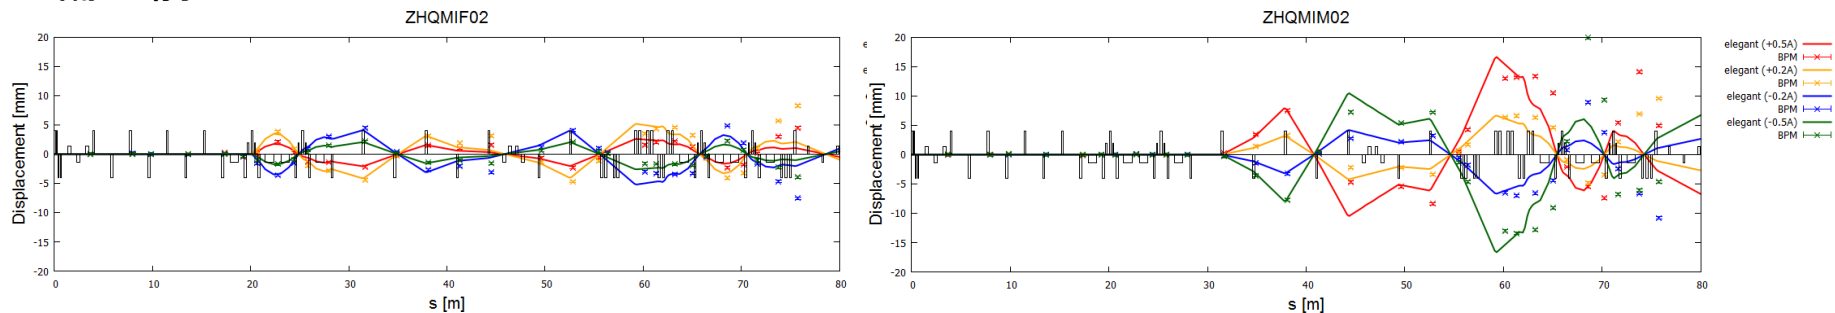 ZHQMIF02
ZHQMIM02
20
15
10
5
0
-5
-10
-15
-20
Displacement [mm]
0 10 20 30 40 50 60 70 80
s [m]
20
15
10
5
0
-5
-10
-15
-20
Displacement [mm]
0 10 20 30 40 50 60 70 80
s [m]
elegant (+0.5A)
BPM
elegant (+0.2A)
BPM
elegant (-0.2A)
BPM
elegant (-0.5A)
BPM